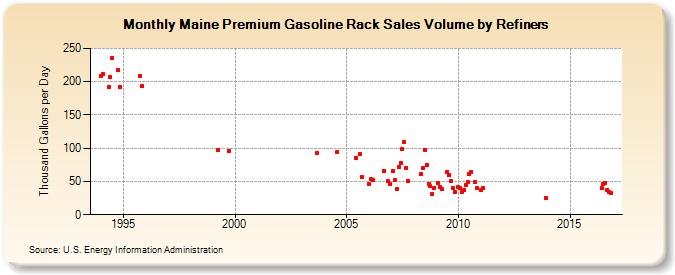 Monthly Maine Premium Gasoline Rack Sales Volume by Refiners
Thousand Gallons per Day
250
200
150
100
50
0
1995 2000 2005 2010 2015
Source: U.S. Energy Information Administration